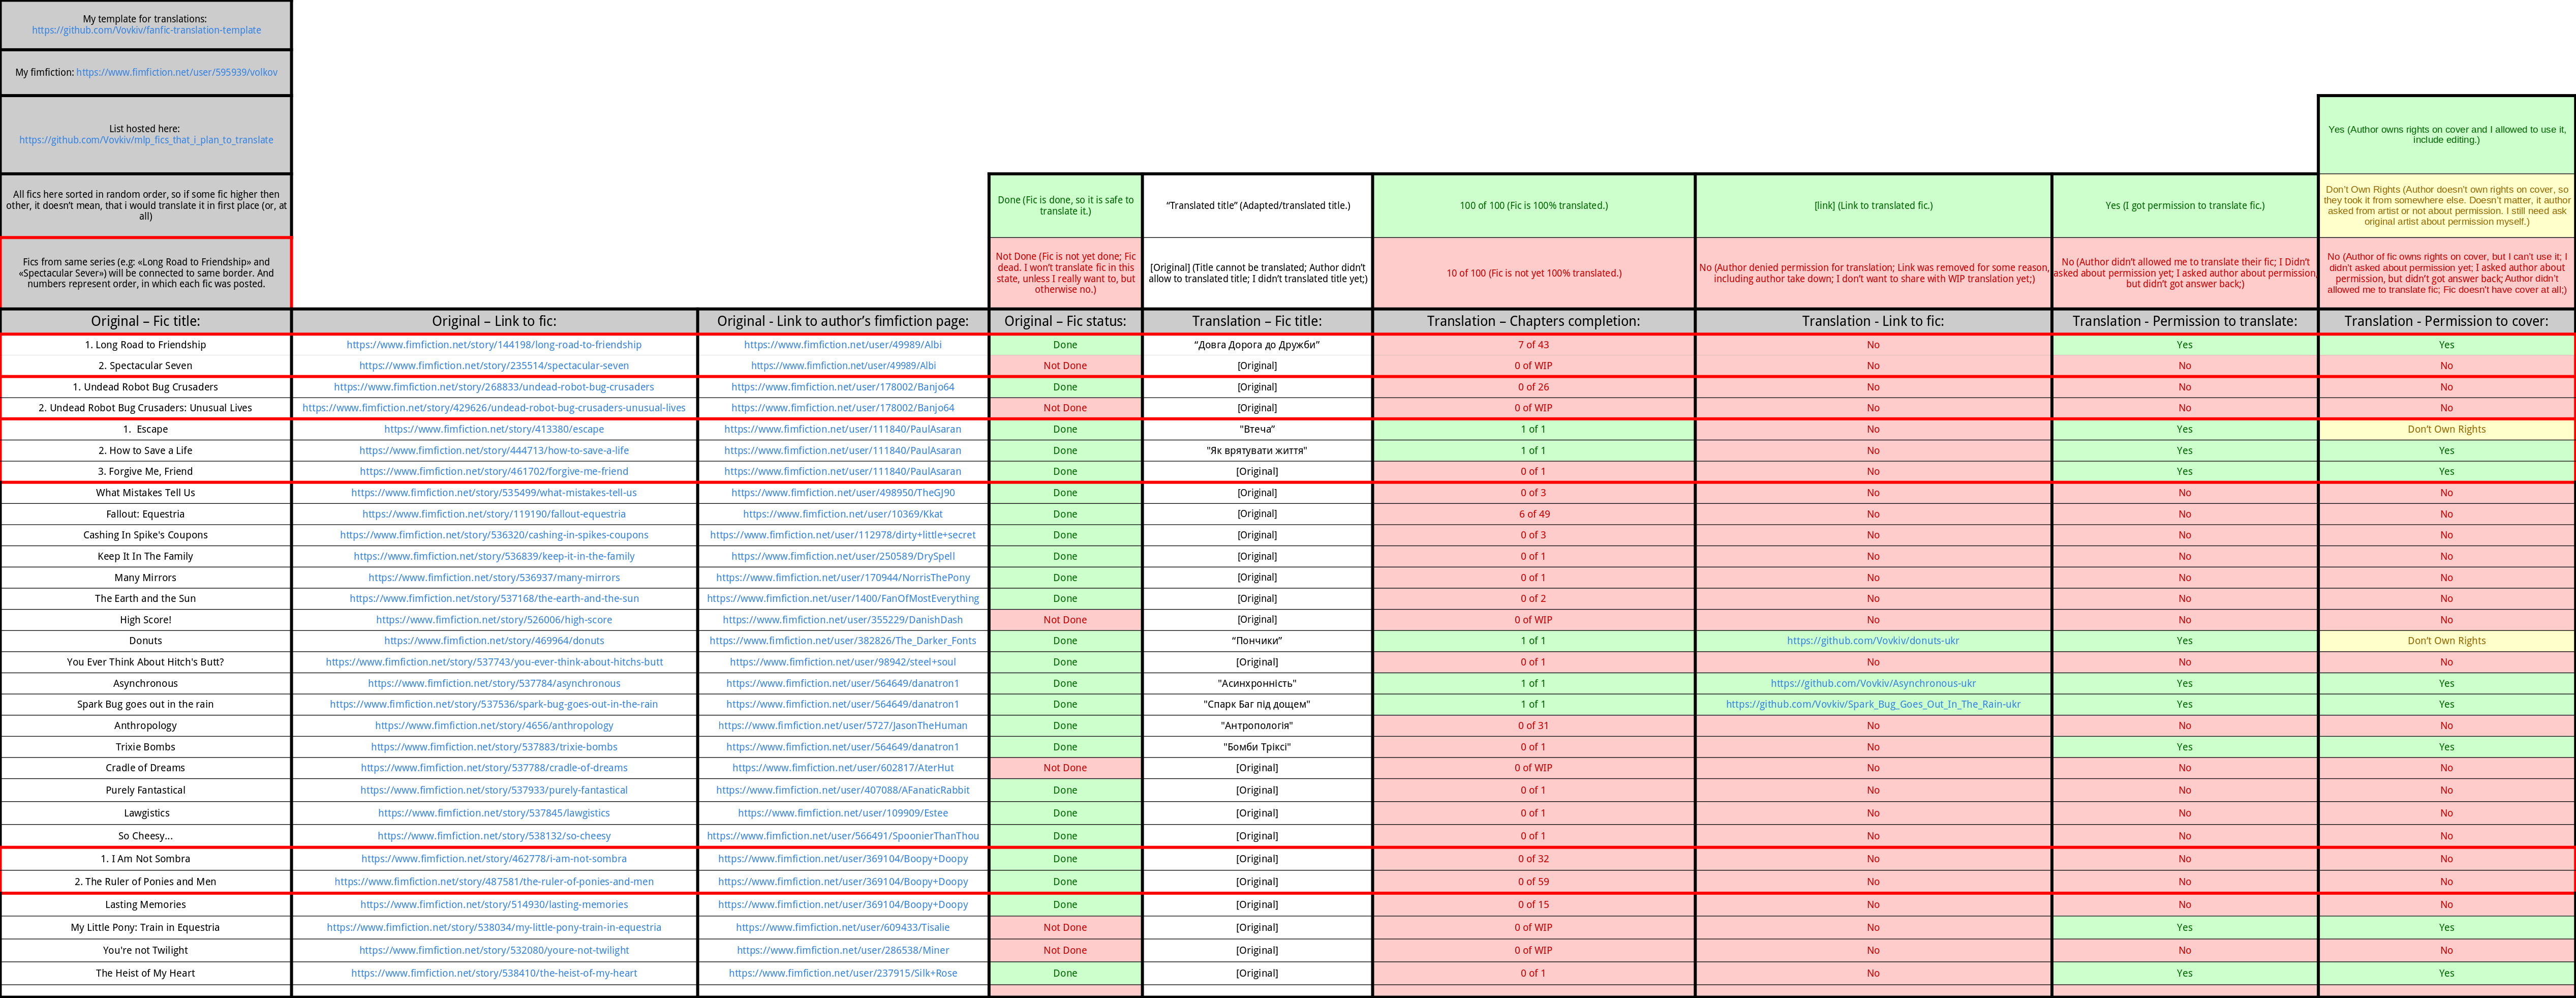 My template for translations:
https://github.com/Vovkiv/fanfic-translation-template
My fimfiction: https://www.fimfiction.net/user/595939/volkov
List hosted here:
https://github.com/Vovkiv/mlp_fics_that_i_plan_to_translate
Yes (Author owns rights on cover and I allowed to use it,
include editing.)
All fics here sorted in random order, so if some fic higher then
other, it doesn't mean, that i would translate it in first place (or, at
all)
Done (Fic is done, so it is safe to
translate it.)
“Translated title” (Adapted/translated title.)
100 of 100 (Fic is 100% translated.)
[link] (Link to translated fic.)
Yes (I got permission to translate fic.)
Don't Own Rights (Author doesn't own rights on cover, so
they took it from somewhere else. Doesn't matter, it author
asked from artist or not about permission. I still need ask
original artist about permission myself.)
Fics from same series (e.g: «Long Road to Friendship» and
«Spectacular Sever») will be connected to same border. And
numbers represent order, in which each fic was posted.
Not Done (Fic is not yet done; Fic
dead. I won't translate fic in this
state, unless I really want to, but
otherwise no.)
[Original] (Title cannot be translated; Author didn't
allow to translated title; I didn't translated title yet;)
10 of 100 (Fic is not yet 100% translated.)
No (Author denied permission for translation; Link was removed for some reason,
including author take down; I don't want to share with WIP translation yet;)
No (Author didn't allowed me to translate their fic; I Didn't
asked about permission yet; I asked author about permission,
but didn't got answer back;)
No (Author of fic owns rights on cover, but I can't use it; I
didn't asked about permission yet; I asked author about
permission, but didn't got answer back; Author didn't
allowed me to translate fic; Fic doesn't have cover at all;)
Original – Fic title: Original – Link to fic: Original - Link to author's fimfiction page: Original – Fic status: Translation – Fic title: Translation – Chapters completion: Translation - Link to fic: Translation - Permission to translate: Translation - Permission to cover:
1. Long Road to Friendship https://www.fimfiction.net/story/144198/long-road-to-friendship https://www.fimfiction.net/user/49989/Albi Done “Довга Дорога до Дружби” 7 of 43 No Yes Yes
2. Spectacular Seven https://www.fimfiction.net/story/235514/spectacular-seven https://www.fimfiction.net/user/49989/Albi Not Done [Original] 0 of WIP No No No
1. Undead Robot Bug Crusaders https://www.fimfiction.net/story/268833/undead-robot-bug-crusaders https://www.fimfiction.net/user/178002/Banjo64 Done [Original] 0 of 26 No No No
2. Undead Robot Bug Crusaders: Unusual Lives https://www.fimfiction.net/story/429626/undead-robot-bug-crusaders-unusual-lives https://www.fimfiction.net/user/178002/Banjo64 Not Done [Original] 0 of WIP No No No
1. Escape https://www.fimfiction.net/story/413380/escape https://www.fimfiction.net/user/111840/PaulAsaran Done "Втеча" 1 of 1 No Yes Don't Own Rights
2. How to Save a Life https://www.fimfiction.net/story/444713/how-to-save-a-life https://www.fimfiction.net/user/111840/PaulAsaran Done "Як врятувати життя" 1 of 1 No Yes Yes
3. Forgive Me, Friend https://www.fimfiction.net/story/461702/forgive-me-friend https://www.fimfiction.net/user/111840/PaulAsaran Done [Original] 0 of 1 No Yes Yes
What Mistakes Tell Us https://www.fimfiction.net/story/535499/what-mistakes-tell-us https://www.fimfiction.net/user/498950/TheGJ90 Done [Original] 0 of 3 No No No
Fallout: Equestria https://www.fimfiction.net/story/119190/fallout-equestria https://www.fimfiction.net/user/10369/Kkat Done [Original] 6 of 49 No No No
Cashing In Spike's Coupons https://www.fimfiction.net/story/536320/cashing-in-spikes-coupons https://www.fimfiction.net/user/112978/dirty+little+secret Done [Original] 0 of 3 No No No
Keep It In The Family https://www.fimfiction.net/story/536839/keep-it-in-the-family https://www.fimfiction.net/user/250589/DrySpell Done [Original] 0 of 1 No No No
Many Mirrors https://www.fimfiction.net/story/536937/many-mirrors https://www.fimfiction.net/user/170944/NorrisThePony Done [Original] 0 of 1 No No No
The Earth and the Sun https://www.fimfiction.net/story/537168/the-earth-and-the-sun https://www.fimfiction.net/user/1400/FanOfMostEverything Done [Original] 0 of 2 No No No
High Score! https://www.fimfiction.net/story/526006/high-score https://www.fimfiction.net/user/355229/DanishDash Not Done [Original] 0 of WIP No No No
Donuts https://www.fimfiction.net/story/469964/donuts https://www.fimfiction.net/user/382826/The_Darker_Fonts Done “Пончики” 1 of 1 https://github.com/Vovkiv/donuts-ukr Yes Don't Own Rights
You Ever Think About Hitch's Butt? https://www.fimfiction.net/story/537743/you-ever-think-about-hitchs-butt https://www.fimfiction.net/user/98942/steel+soul Done [Original] 0 of 1 No No No
Asynchronous https://www.fimfiction.net/story/537784/asynchronous https://www.fimfiction.net/user/564649/danatron1 Done "Асинхронність" 1 of 1 https://github.com/Vovkiv/Asynchronous-ukr Yes Yes
Spark Bug goes out in the rain https://www.fimfiction.net/story/537536/spark-bug-goes-out-in-the-rain https://www.fimfiction.net/user/564649/danatron1 Done "Спарк Баг під дощем" 1 of 1 https://github.com/Vovkiv/Spark_Bug_Goes_Out_In_The_Rain-ukr Yes Yes
Anthropology https://www.fimfiction.net/story/4656/anthropology https://www.fimfiction.net/user/5727/JasonTheHuman Done "Антропологія" 0 of 31 No No No
Trixie Bombs https://www.fimfiction.net/story/537883/trixie-bombs https://www.fimfiction.net/user/564649/danatron1 Done "Бомби Тріксі" 0 of 1 No Yes Yes
Cradle of Dreams https://www.fimfiction.net/story/537788/cradle-of-dreams https://www.fimfiction.net/user/602817/AterHut Not Done [Original] 0 of WIP No No No
Purely Fantastical https://www.fimfiction.net/story/537933/purely-fantastical https://www.fimfiction.net/user/407088/AFanaticRabbit Done [Original] 0 of 1 No No No
Lawgistics https://www.fimfiction.net/story/537845/lawgistics https://www.fimfiction.net/user/109909/Estee Done [Original] 0 of 1 No No No
So Cheesy... https://www.fimfiction.net/story/538132/so-cheesy https://www.fimfiction.net/user/566491/SpoonierThanThou Done [Original] 0 of 1 No No No
1. I Am Not Sombra https://www.fimfiction.net/story/462778/i-am-not-sombra https://www.fimfiction.net/user/369104/Boopy+Doopy Done [Original] 0 of 32 No No No
2. The Ruler of Ponies and Men https://www.fimfiction.net/story/487581/the-ruler-of-ponies-and-men https://www.fimfiction.net/user/369104/Boopy+Doopy Done [Original] 0 of 59 No No No
Lasting Memories https://www.fimfiction.net/story/514930/lasting-memories https://www.fimfiction.net/user/369104/Boopy+Doopy Done [Original] 0 of 15 No No No
My Little Pony: Train in Equestria https://www.fimfiction.net/story/538034/my-little-pony-train-in-equestria https://www.fimfiction.net/user/609433/Tisalie Not Done [Original] 0 of WIP No Yes Yes
You're not Twilight https://www.fimfiction.net/story/532080/youre-not-twilight https://www.fimfiction.net/user/286538/Miner Not Done [Original] 0 of WIP No No No
The Heist of My Heart https://www.fimfiction.net/story/538410/the-heist-of-my-heart https://www.fimfiction.net/user/237915/Silk+Rose Done [Original] 0 of 1 No Yes Yes